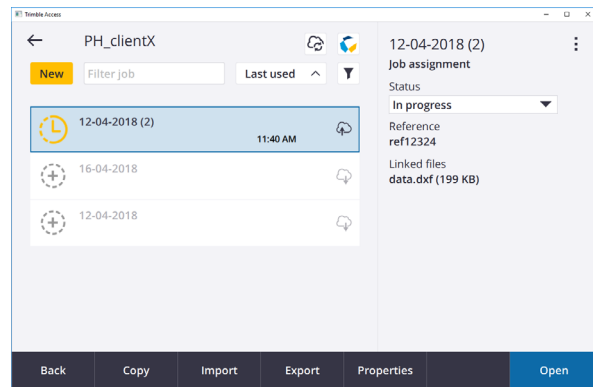 Trimble Access
PH_clientX
New
Filter job
Last used
12-04-2018 (2)
11:40 AM
16-04-2018
12-04-2018
12-04-2018 (2)
Job assignment
Status
In progress
Reference
ref12324
Linked files
data.dxf (199 KB)
Back
Copy
Import
Export
Properties
Open